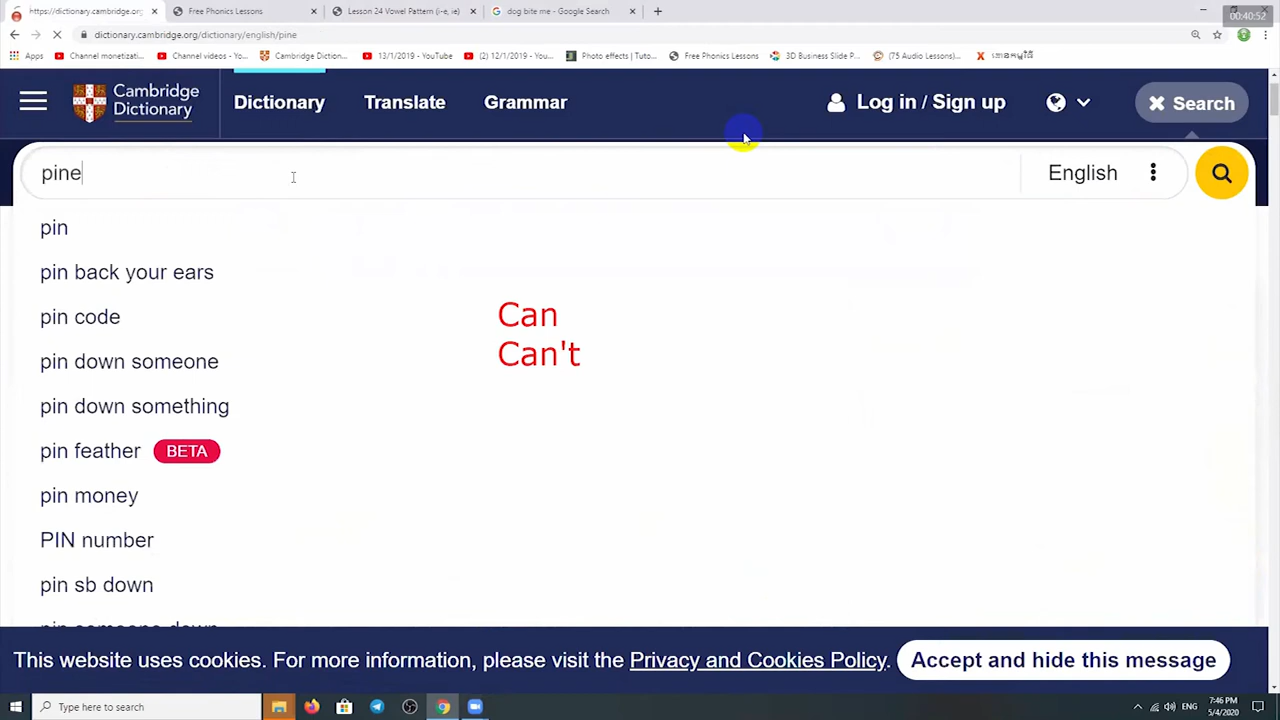 https://dictionary.cambridge.org/
Free Phonics Lessons
Lesson 24 Vowel Pattern (i-e, ie)
dog bite me - Google Search
00:40:52
dictionary.cambridge.org/dictionary/english/pine
Apps
Channel monetizati...
Channel videos - Yo...
Cambridge Diction...
13/1/2019 - YouTube
(2) 12/1/2019 - YouT...
Photo effects | Tuto...
Free Phonics Lessons
3D Business Slide P...
(75 Audio Lessons)...
Cambridge Dictionary
Dictionary
Translate
Grammar
Log in / Sign up
Search
pine
English
pin
pin back your ears
pin code
pin down someone
pin down something
pin feather BETA
pin money
PIN number
pin sb down
pin someone down
Can
Can't
This website uses cookies. For more information, please visit the Privacy and Cookies Policy.
Accept and hide this message
Type here to search
ENG
7:46 PM
5/4/2020